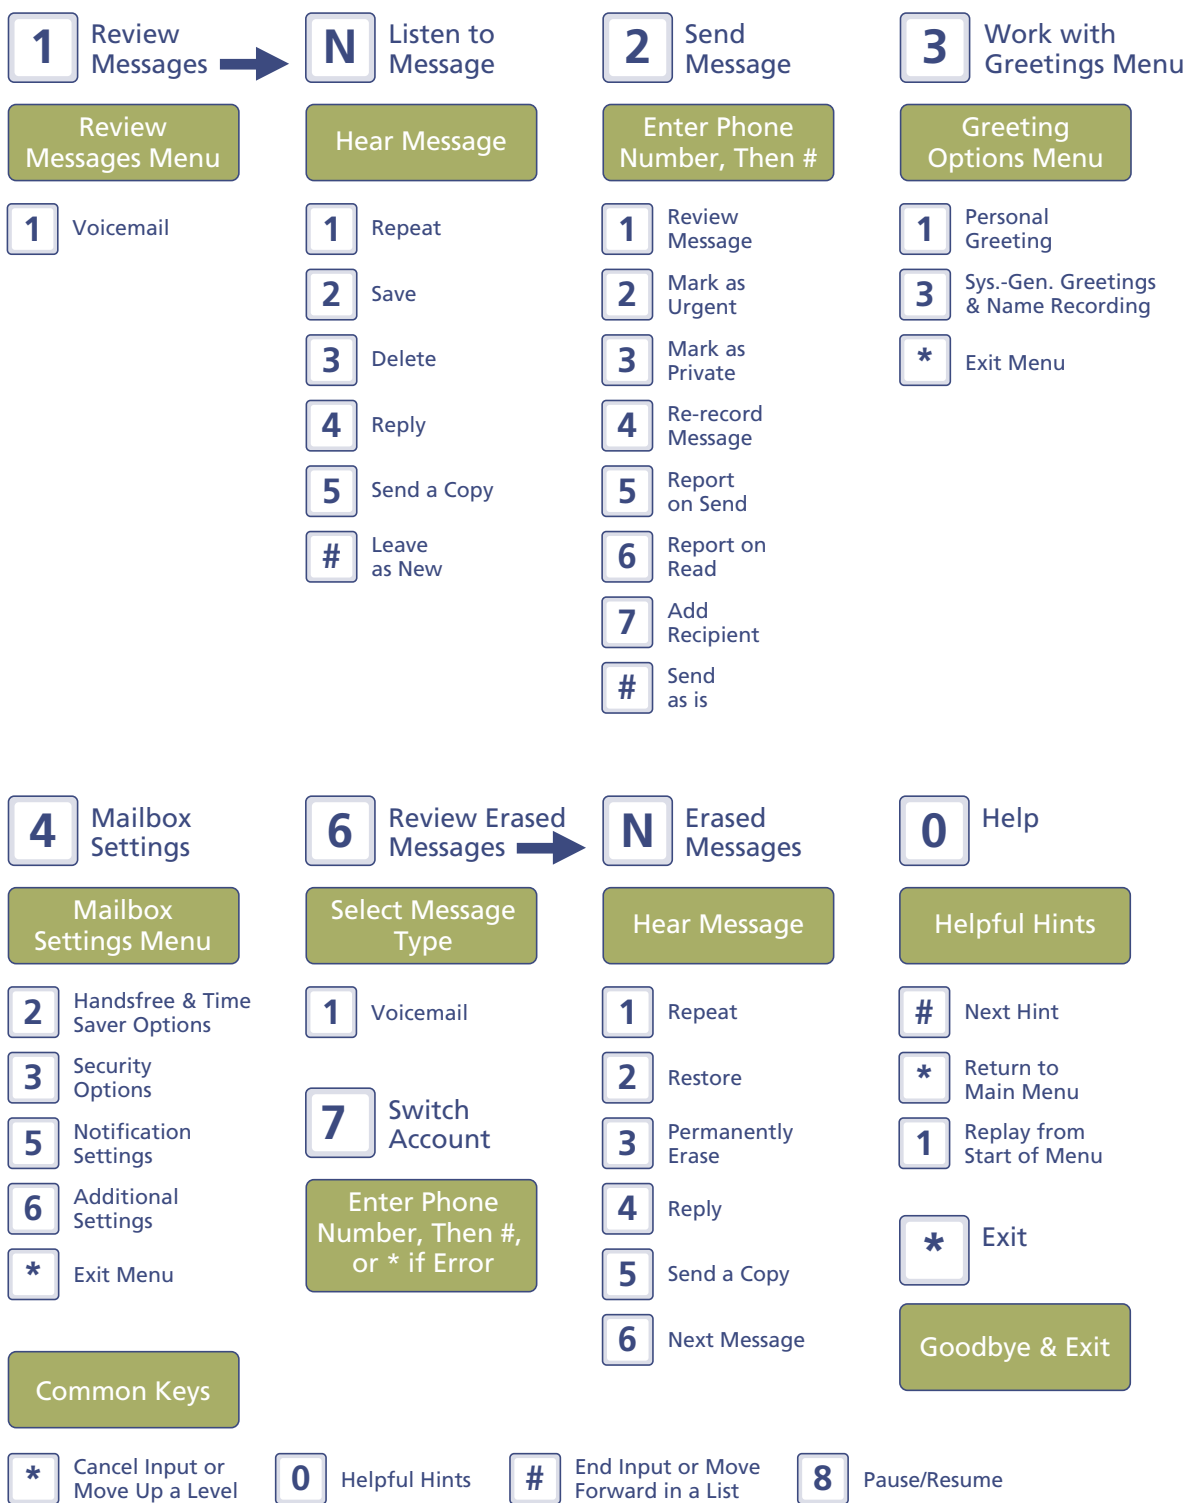 1 Review
Messages
N Listen to
Message
2 Send
Message
3 Work with
Greetings Menu
Review
Messages Menu
Hear Message
Enter Phone
Number, Then #
Greeting
Options Menu
1 Voicemail
1 Repeat
2 Save
3 Delete
4 Reply
5 Send a Copy
# Leave
as New
1 Review
Message
2 Mark as
Urgent
3 Mark as
Private
4 Re-record
Message
5 Report
on Send
6 Report on
Read
7 Add
Recipient
# Send
as is
1 Personal
Greeting
3 Sys.-Gen. Greetings
& Name Recording
* Exit Menu
4 Mailbox
Settings
Mailbox
Settings Menu
2 Handsfree & Time
Saver Options
3 Security
Options
5 Notification
Settings
6 Additional
Settings
* Exit Menu
6 Review Erased
Messages
Select Message
Type
1 Voicemail
7 Switch
Account
Enter Phone
Number, Then #,
or * if Error
N Erased
Messages
Hear Message
1 Repeat
2 Restore
3 Permanently
Erase
4 Reply
5 Send a Copy
6 Next Message
0 Help
Helpful Hints
# Next Hint
* Return to
Main Menu
1 Replay from
Start of Menu
* Exit
Goodbye & Exit
Common Keys
* Cancel Input or
Move Up a Level
0 Helpful Hints
# End Input or Move
Forward in a List
8 Pause/Resume